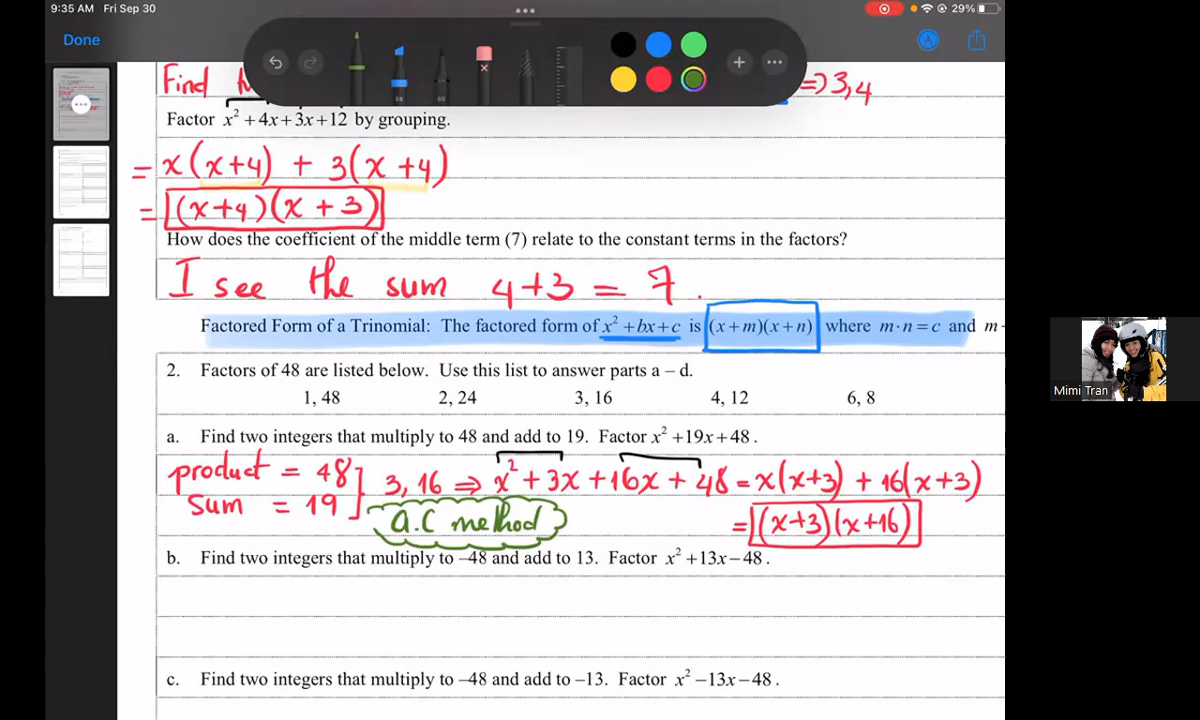 9:35 AM Fri Sep 30
29%
Done
Find
=) 3,4
Factor x² + 4x + 3x + 12 by grouping.
= x(x+4) + 3(x+4)
= (x+4)(x+3)
How does the coefficient of the middle term (7) relate to the constant terms in the factors?
I see the sum 4+3 = 7.
Factored Form of a Trinomial: The factored form of x² + bx + c is (x+m)(x+n) where m·n = c and m
2. Factors of 48 are listed below. Use this list to answer parts a – d.
1, 48 2, 24 3, 16 4, 12 6, 8
a. Find two integers that multiply to 48 and add to 19. Factor x² +19x + 48.
product = 48
sum = 19
3, 16 ⇒ x² + 3x + 16x + 48 = x(x+3) + 16(x+3)
a.C method
= (x+3)(x+16)
b. Find two integers that multiply to –48 and add to 13. Factor x² +13x – 48.
c. Find two integers that multiply to –48 and add to –13. Factor x² –13x – 48.
Mimi Tran